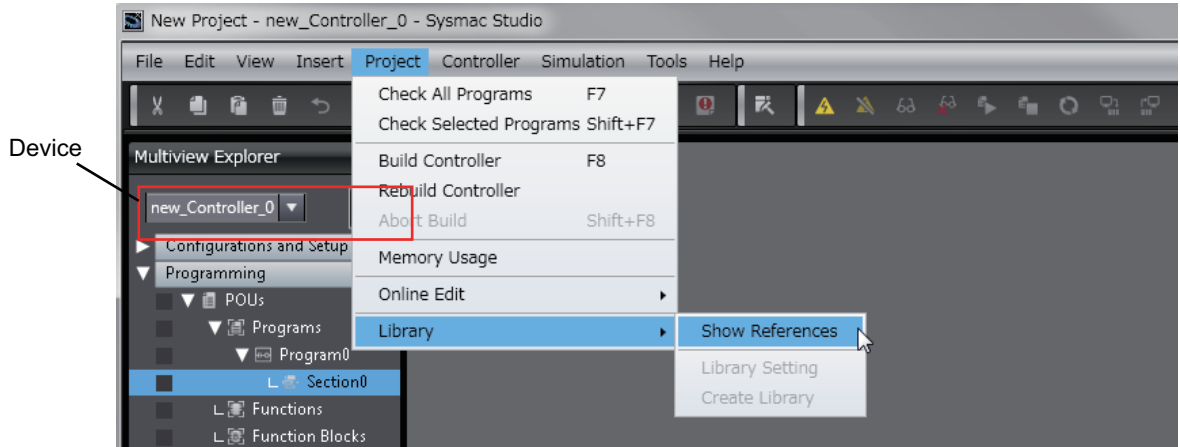 New Project - new_Controller_0 - Sysmac Studio
File Edit View Insert Project Controller Simulation Tools Help
Check All Programs F7
Check Selected Programs Shift+F7
Device
Multiview Explorer
Build Controller F8
Rebuild Controller
new_Controller_0
Abort Build Shift+F8
Configurations and Setup
Memory Usage
Programming
Online Edit
POUs
Programs
Library
Show References
Program0
Library Setting
Section0
Create Library
Functions
Function Blocks